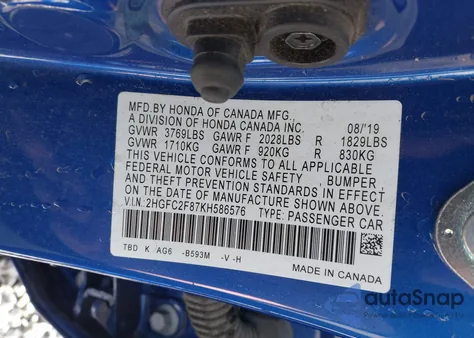 MFD. BY HONDA OF CANADA MFG.,
A DIVISION OF HONDA CANADA INC. 08/'19
GVWR 3769LBS GAWR F 2028LBS R 1829LBS
GVWR 1710KG GAWR F 920KG R 830KG
THIS VEHICLE CONFORMS TO ALL APPLICABLE
FEDERAL MOTOR VEHICLE SAFETY, BUMPER,
AND THEFT PREVENTION STANDARDS IN EFFECT
ON THE DATE OF MANUFACTURE SHOWN ABOVE.
V.I.N.: 2HGFC2F87KH586576 TYPE: PASSENGER CAR
TBD K AG6 -B593M -V-H
MADE IN CANADA
autoSnap